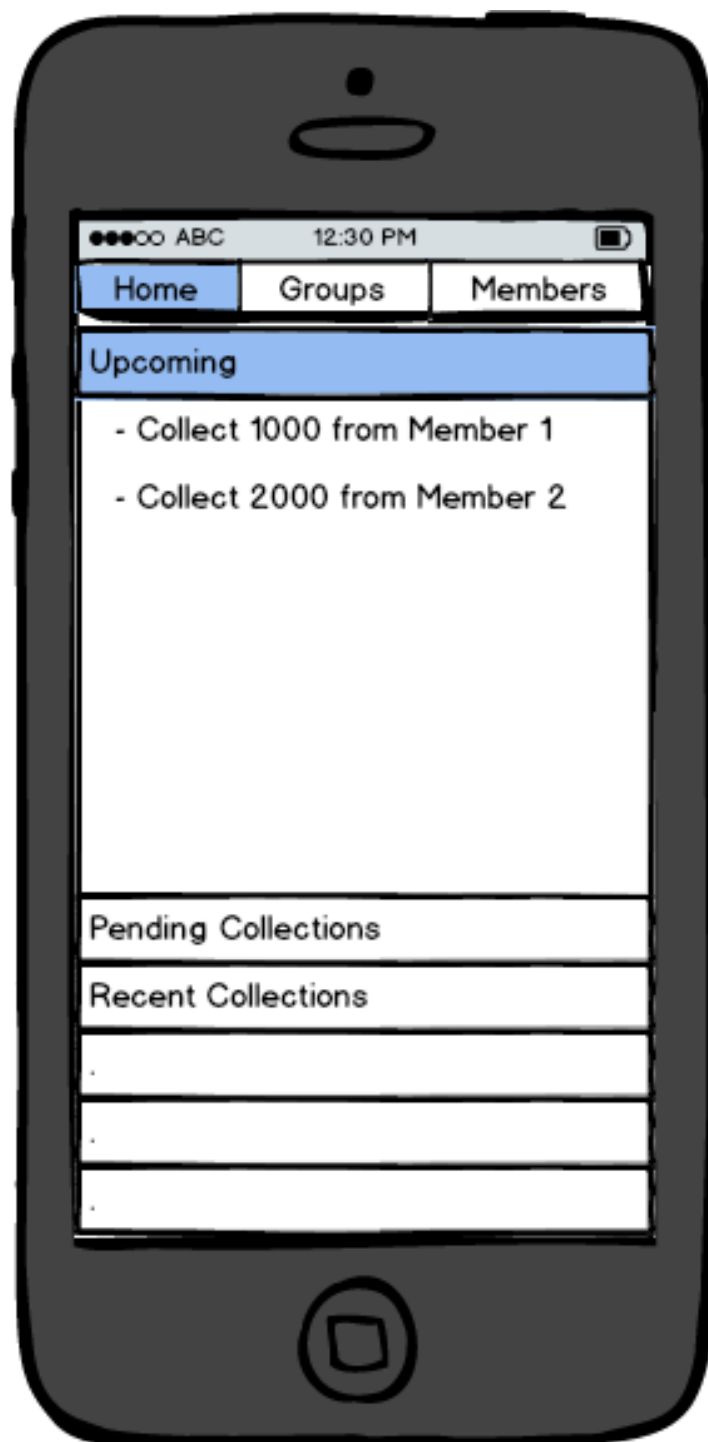 ABC 12:30 PM
Home Groups Members
Upcoming
- Collect 1000 from Member 1
- Collect 2000 from Member 2
Pending Collections
Recent Collections
.
.
.